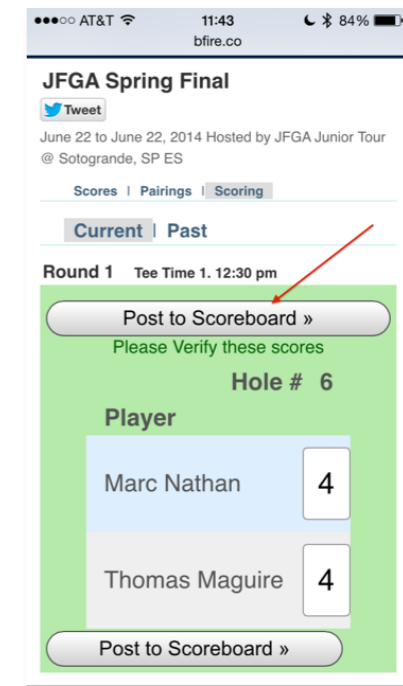 ●●●○○ AT&T 11:43 84%
bfire.co
JFGA Spring Final
Tweet
June 22 to June 22, 2014 Hosted by JFGA Junior Tour
@ Sotogrande, SP ES
Scores | Pairings | Scoring
Current | Past
Round 1 Tee Time 1. 12:30 pm
Post to Scoreboard »
Please Verify these scores
Hole # 6
Player
Marc Nathan 4
Thomas Maguire 4
Post to Scoreboard »